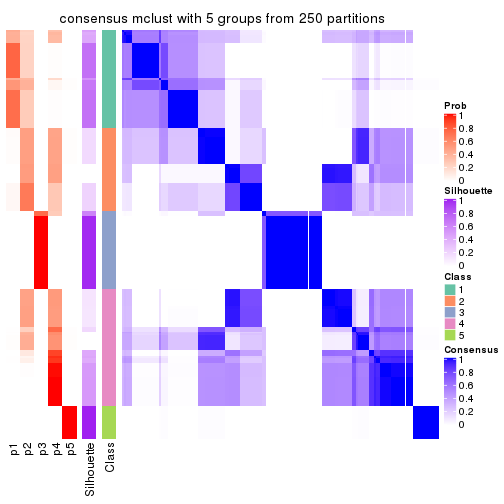 consensus mclust with 5 groups from 250 partitions
Prob
1
0.8
0.6
0.4
0.2
0
Silhouette
1
0.8
0.6
0.4
0.2
0
Class
1
2
3
4
5
Consensus
1
0.8
0.6
0.4
0.2
0
p1
p2
p3
p4
p5
Silhouette
Class